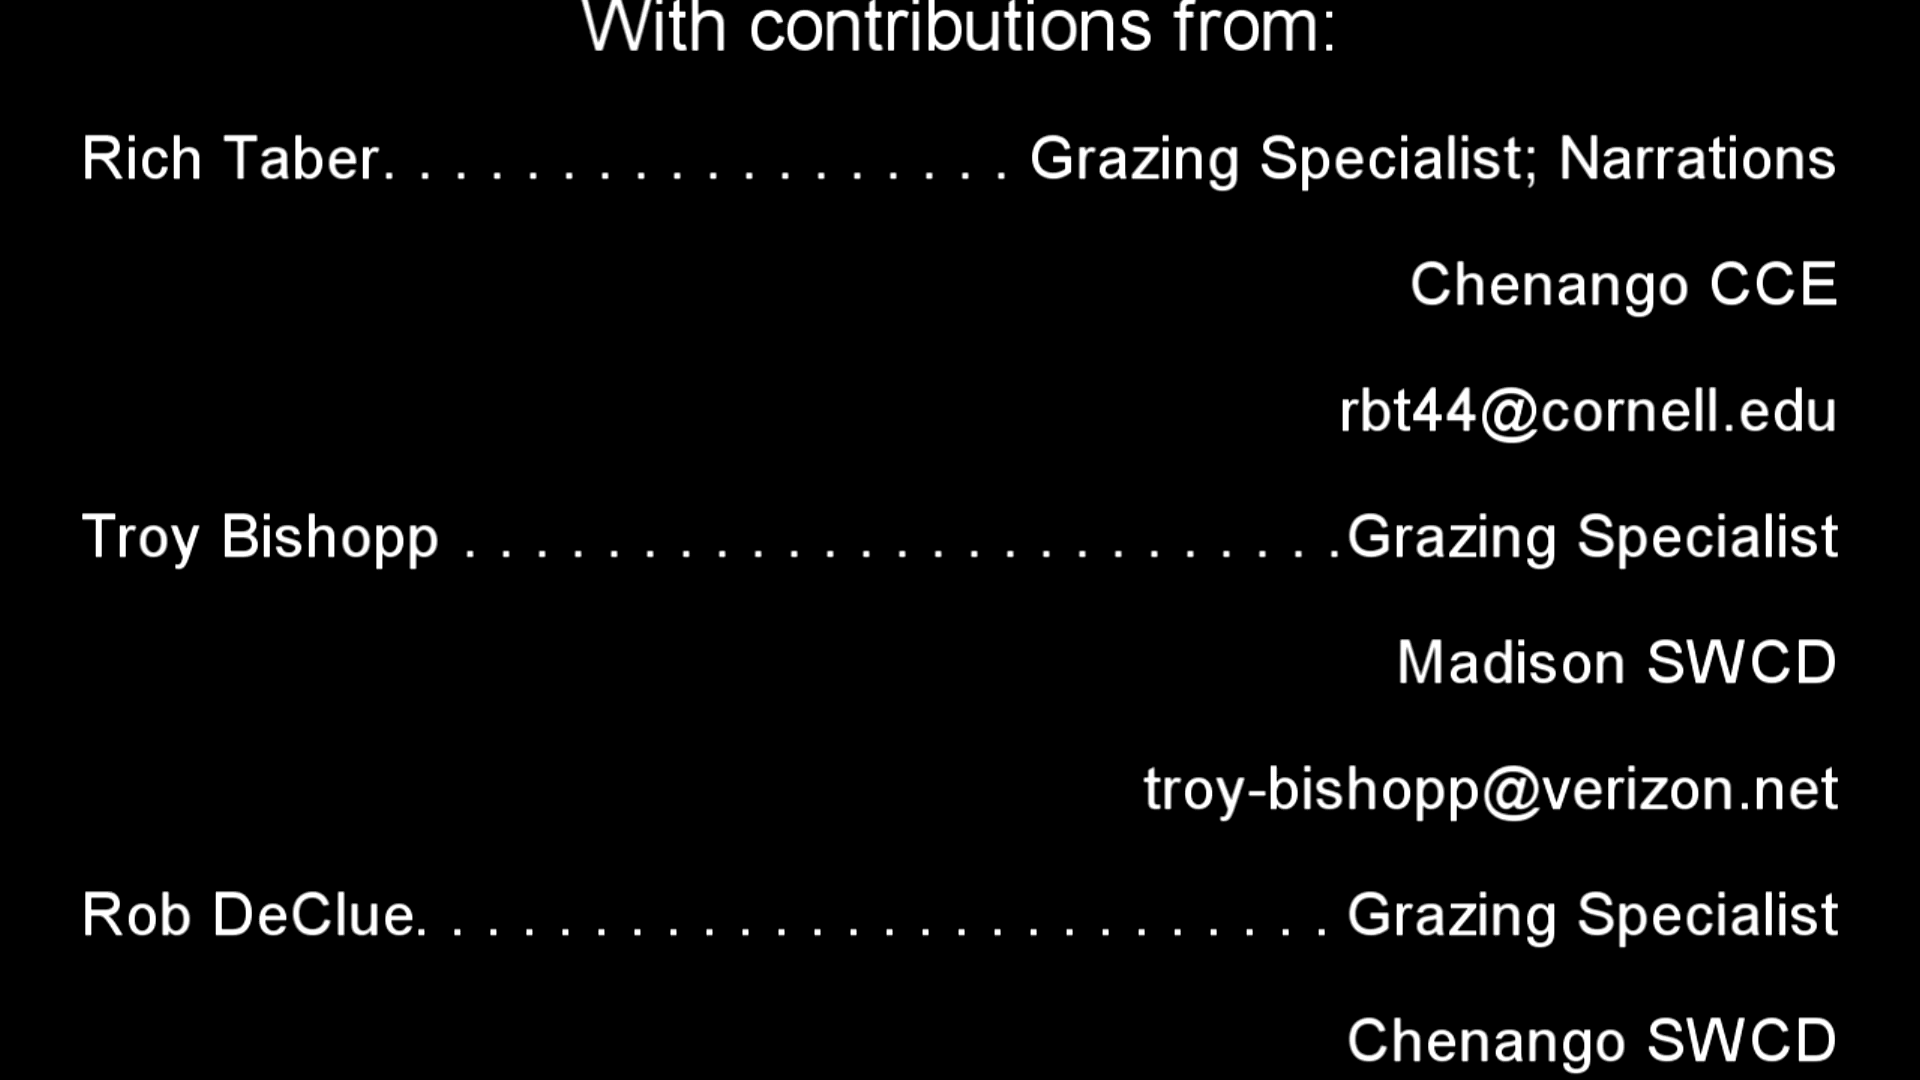 With contributions from:
Rich Taber. . . . . . . . . . . . . . . . . . Grazing Specialist; Narrations
Chenango CCE
rbt44@cornell.edu
Troy Bishopp . . . . . . . . . . . . . . . . . . . . . . . . .Grazing Specialist
Madison SWCD
troy-bishopp@verizon.net
Rob DeClue. . . . . . . . . . . . . . . . . . . . . . . . . . Grazing Specialist
Chenango SWCD